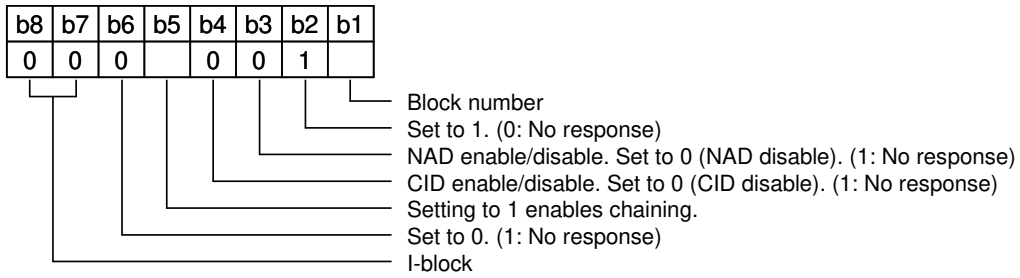 b8 b7 b6 b5 b4 b3 b2 b1
0 0 0 0 0 1
Block number
Set to 1. (0: No response)
NAD enable/disable. Set to 0 (NAD disable). (1: No response)
CID enable/disable. Set to 0 (CID disable). (1: No response)
Setting to 1 enables chaining.
Set to 0. (1: No response)
I-block